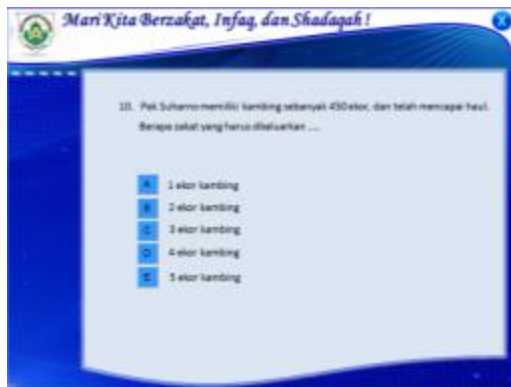 Mari Kita Berzakat, Infaq, dan Shadaqah !
X
10. Pak Suharno memiliki kambing sebanyak 450 ekor, dan telah mencapai haul.
Berapa zakat yang harus dikeluarkan ....
A 1 ekor kambing
B 2 ekor kambing
C 3 ekor kambing
D 4 ekor kambing
E 5 ekor kambing